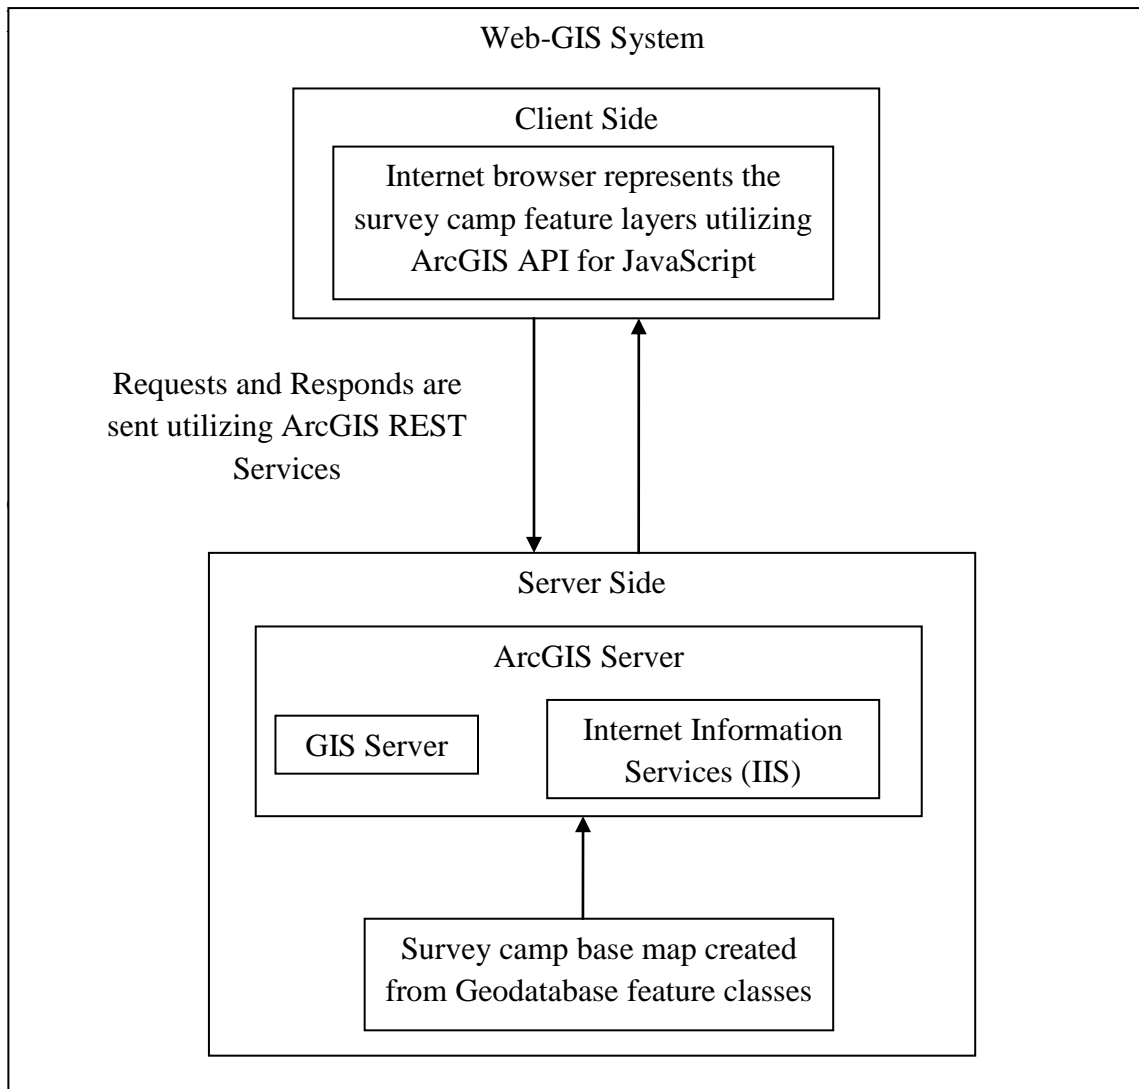 Web-GIS System
Client Side
Internet browser represents the
survey camp feature layers utilizing
ArcGIS API for JavaScript
Requests and Responds are
sent utilizing ArcGIS REST
Services
Server Side
ArcGIS Server
GIS Server
Internet Information
Services (IIS)
Survey camp base map created
from Geodatabase feature classes